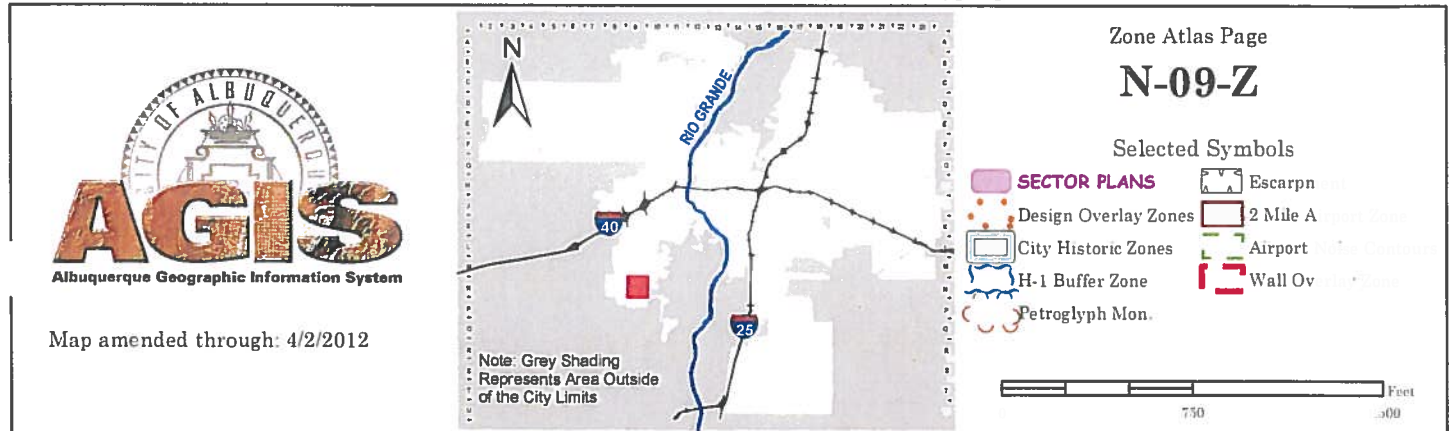 CITY OF ALBUQUERQU
AGIS
Albuquerque Geographic Information System
Map amended through: 4/2/2012
N
RIO GRANDE
40
25
Note: Grey Shading
Represents Area Outside
of the City Limits
Zone Atlas Page
N-09-Z
Selected Symbols
SECTOR PLANS
Escarpn
Design Overlay Zones
2 Mile A
City Historic Zones
Airport
H-1 Buffer Zone
Wall Ov
Petroglyph Mon.
Feet
750